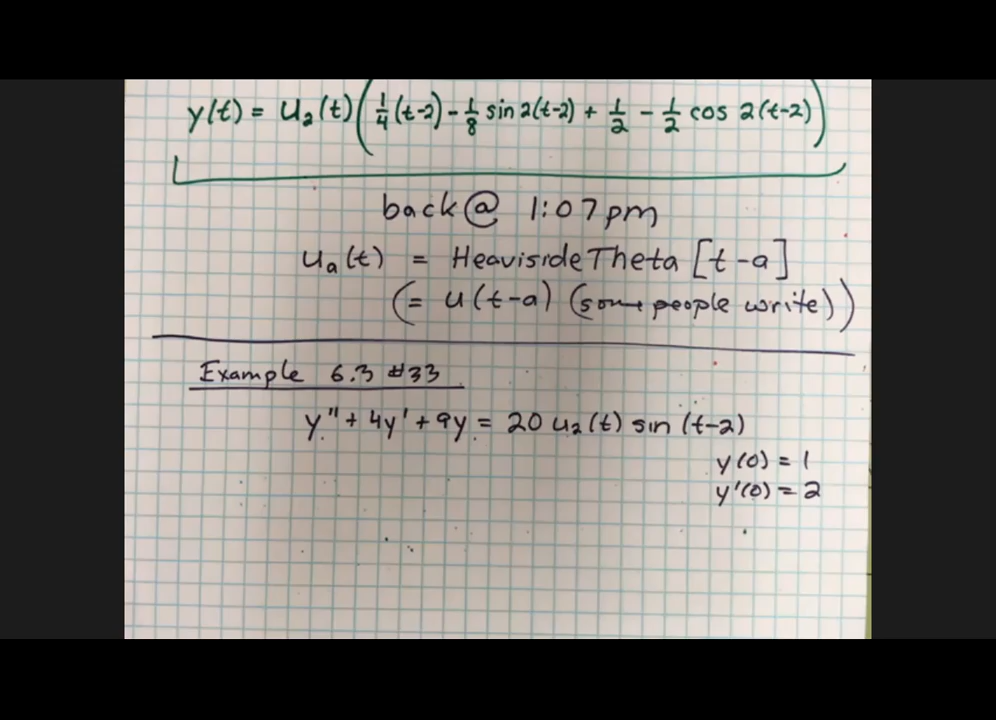 y(t) = u₂(t)(1/4(t-2) - 1/8 sin 2(t-2) + 1/2 - 1/2 cos 2(t-2))
back@ 1:07pm
uₐ(t) = HeavisideTheta [t-a]
(= u(t-a) (some people write))
Example 6.3 #33
y'' + 4y' + 9y = 20 u₂(t) sin (t-2)
y(0) = 1
y'(0) = 2